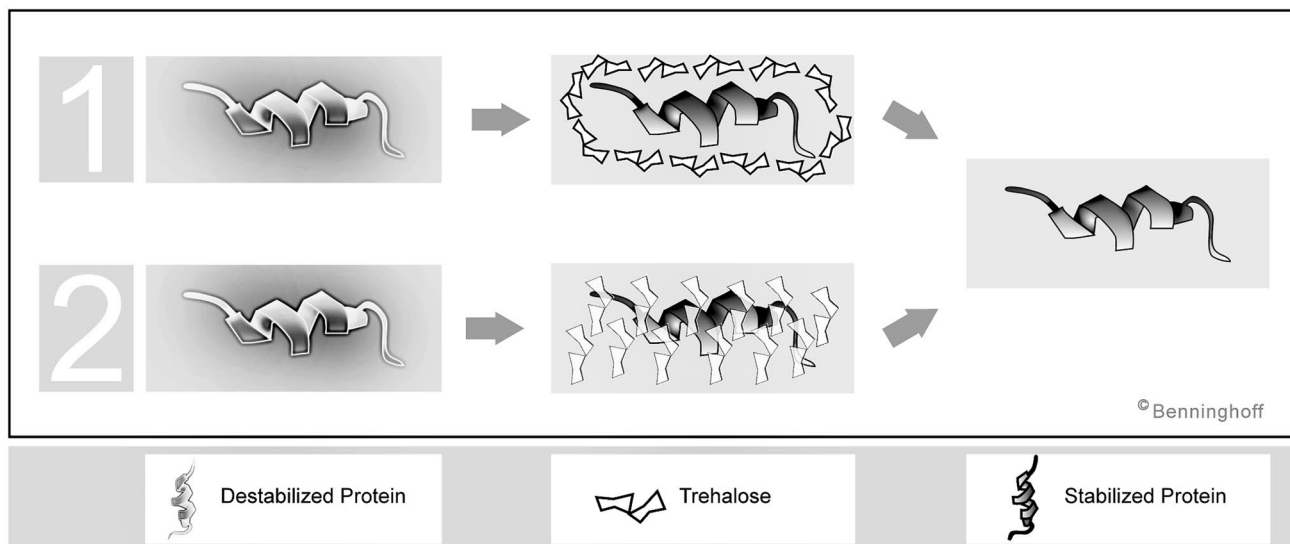 1
2
© Benninghoff
Destabilized Protein
Trehalose
Stabilized Protein